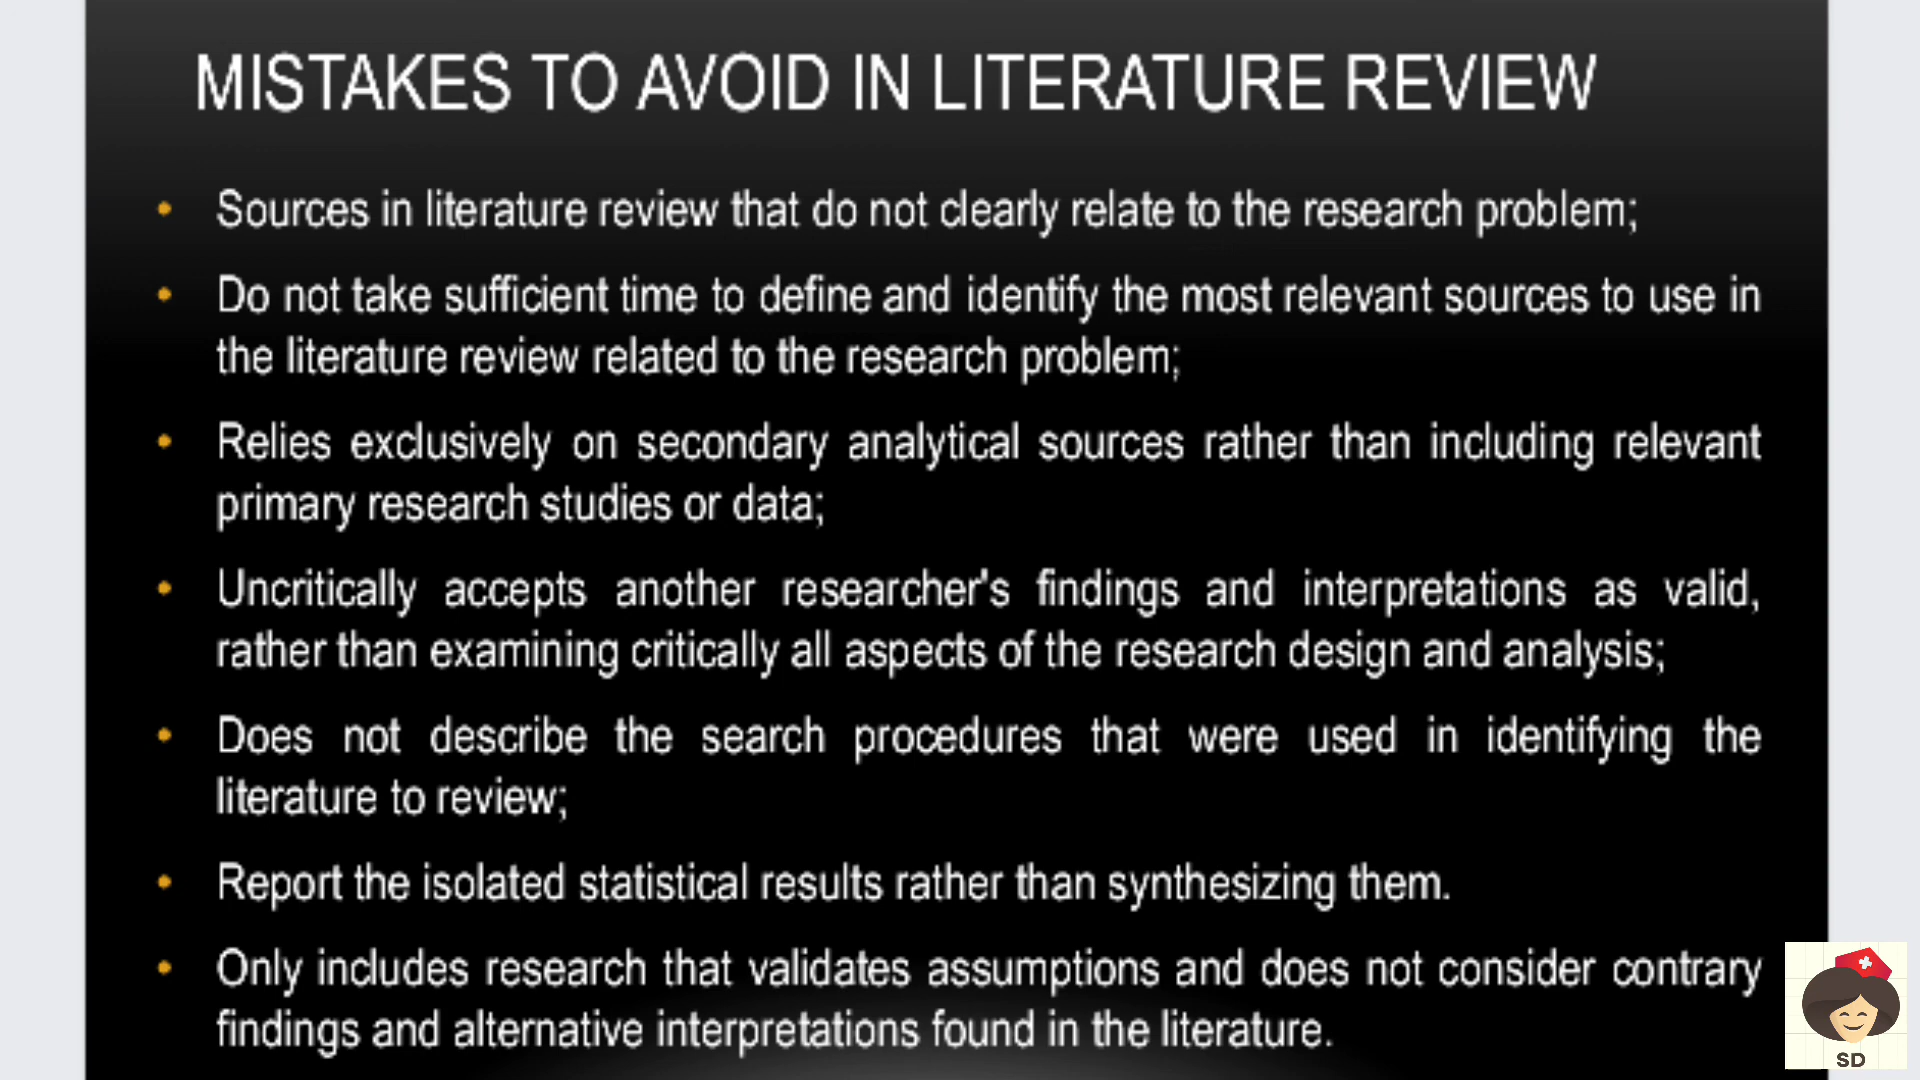 MISTAKES TO AVOID IN LITERATURE REVIEW
• Sources in literature review that do not clearly relate to the research problem;
• Do not take sufficient time to define and identify the most relevant sources to use in
the literature review related to the research problem;
• Relies exclusively on secondary analytical sources rather than including relevant
primary research studies or data;
• Uncritically accepts another researcher's findings and interpretations as valid,
rather than examining critically all aspects of the research design and analysis;
• Does not describe the search procedures that were used in identifying the
literature to review;
• Report the isolated statistical results rather than synthesizing them.
• Only includes research that validates assumptions and does not consider contrary
findings and alternative interpretations found in the literature.
SD